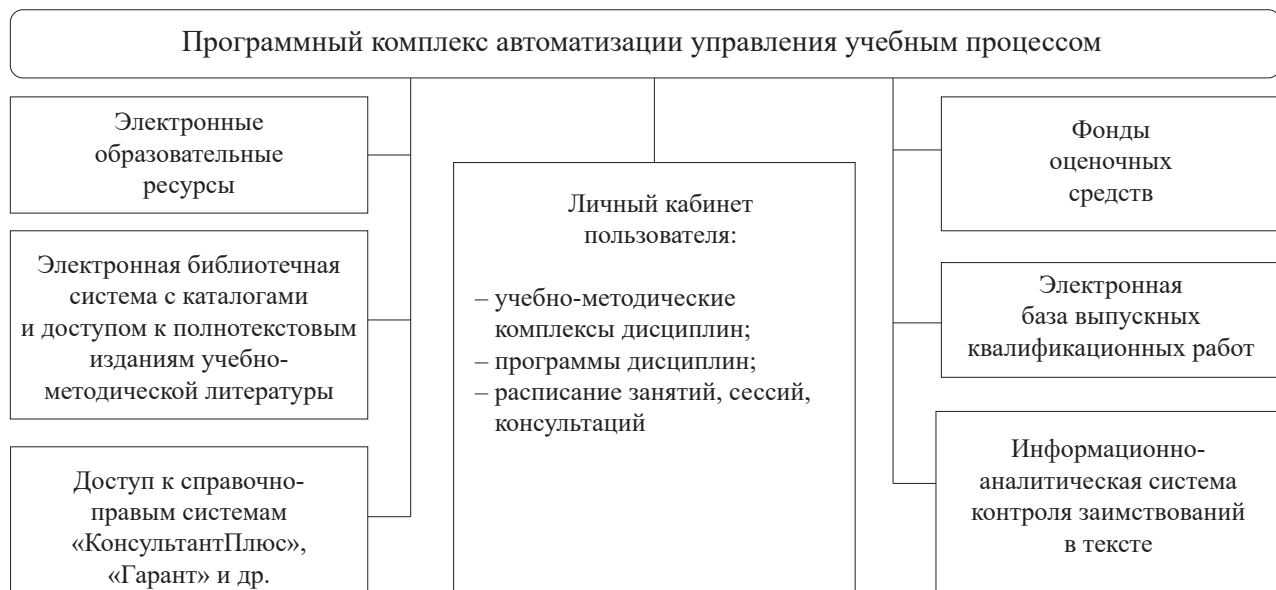 Программный комплекс автоматизации управления учебным процессом
Электронные
образовательные
ресурсы
Электронная библиотечная
система с каталогами
и доступом к полнотекстовым
изданиям учебно-
методической литературы
Доступ к справочно-
правым системам
«КонсультантПлюс»,
«Гарант» и др.
Личный кабинет
пользователя:
– учебно-методические
комплексы дисциплин;
– программы дисциплин;
– расписание занятий, сессий,
консультаций
Фонды
оценочных
средств
Электронная
база выпускных
квалификационных работ
Информационно-
аналитическая система
контроля заимствований
в тексте